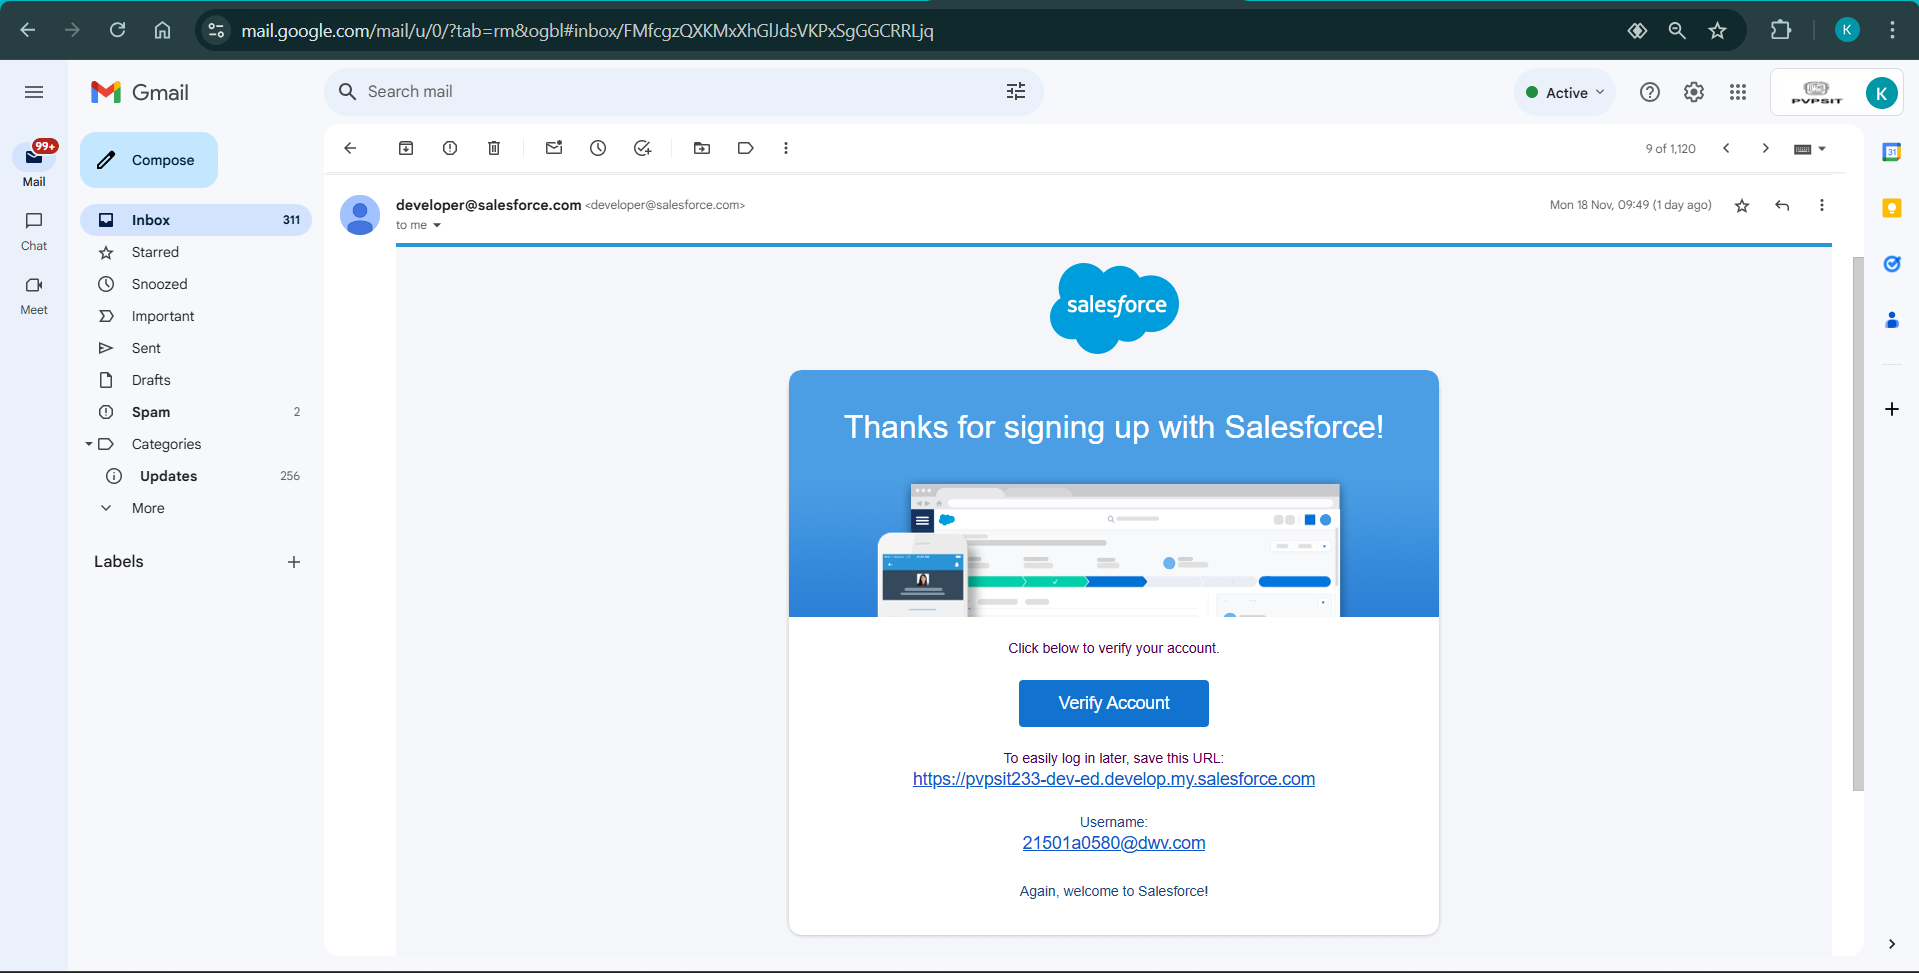 mail.google.com/mail/u/0/?tab=rm&ogbl#inbox/FMfcgzQXKMxXhGlJdsVKPxSgGGCRRLjq
K
Gmail
Search mail
Active
PVPSIT
K
99+
Mail
Chat
Meet
Compose
Inbox 311
Starred
Snoozed
Important
Sent
Drafts
Spam 2
Categories
Updates 256
More
Labels
9 of 1,120
31
developer@salesforce.com <developer@salesforce.com>
Mon 18 Nov, 09:49 (1 day ago)
to me
salesforce
Thanks for signing up with Salesforce!
Click below to verify your account.
Verify Account
To easily log in later, save this URL:
https://pvpsit233-dev-ed.develop.my.salesforce.com
Username:
21501a0580@dwv.com
Again, welcome to Salesforce!